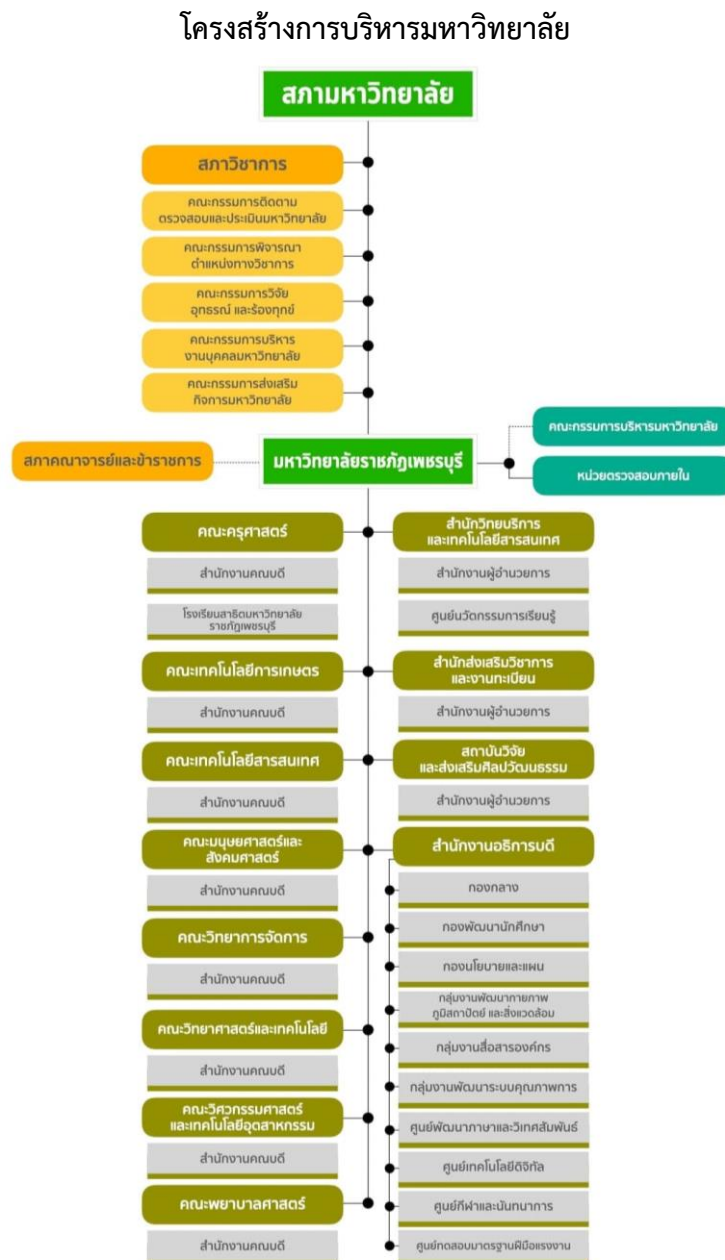 โครงสร้างการบริหารมหาวิทยาลัย
สภามหาวิทยาลัย
สภาวิชาการ
คณะกรรมการติดตาม
ตรวจสอบและประเมินมหาวิทยาลัย
คณะกรรมการพิจารณา
ตำแหน่งทางวิชาการ
คณะกรรมการวิจัย
อุทธรณ์ และร้องทุกข์
คณะกรรมการบริหาร
งานบุคคลมหาวิทยาลัย
คณะกรรมการส่งเสริม
กิจการมหาวิทยาลัย
สภาคณาจารย์และข้าราชการ
มหาวิทยาลัยราชภัฏเพชรบุรี
คณะกรรมการบริหารมหาวิทยาลัย
หน่วยตรวจสอบภายใน
คณะครุศาสตร์
สำนักงานคณบดี
โรงเรียนสาธิตมหาวิทยาลัย
ราชภัฏเพชรบุรี
คณะเทคโนโลยีการเกษตร
สำนักงานคณบดี
คณะเทคโนโลยีสารสนเทศ
สำนักงานคณบดี
คณะมนุษยศาสตร์และ
สังคมศาสตร์
สำนักงานคณบดี
คณะวิทยาการจัดการ
สำนักงานคณบดี
คณะวิทยาศาสตร์และเทคโนโลยี
สำนักงานคณบดี
คณะวิศวกรรมศาสตร์
และเทคโนโลยีอุตสาหกรรม
สำนักงานคณบดี
คณะพยาบาลศาสตร์
สำนักงานคณบดี
สำนักวิทยบริการ
และเทคโนโลยีสารสนเทศ
สำนักงานผู้อำนวยการ
ศูนย์นวัตกรรมการเรียนรู้
สำนักส่งเสริมวิชาการ
และงานทะเบียน
สำนักงานผู้อำนวยการ
สถาบันวิจัย
และส่งเสริมศิลปวัฒนธรรม
สำนักงานผู้อำนวยการ
สำนักงานอธิการบดี
กองกลาง
กองพัฒนานักศึกษา
กองนโยบายและแผน
กลุ่มงานพัฒนากายภาพ
ภูมิสถาปัตย์ และสิ่งแวดล้อม
กลุ่มงานสื่อสารองค์กร
กลุ่มงานพัฒนาระบบคุณภาพการ
ศูนย์พัฒนาภาษาและวิเทศสัมพันธ์
ศูนย์เทคโนโลยีดิจิทัล
ศูนย์กีฬาและนันทนาการ
ศูนย์ทดสอบมาตรฐานฝีมือแรงงาน